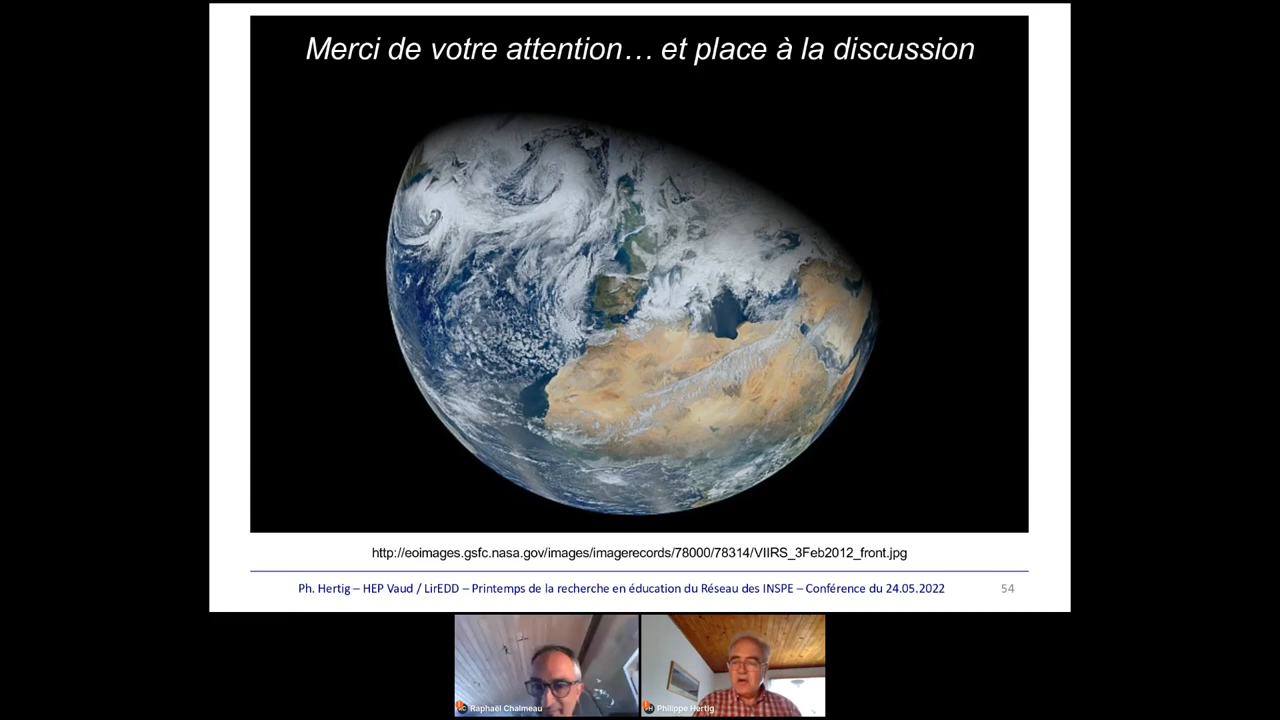 Merci de votre attention… et place à la discussion
http://eoimages.gsfc.nasa.gov/images/imagerecords/78000/78314/VIIRS_3Feb2012_front.jpg
Ph. Hertig – HEP Vaud / LirEDD – Printemps de la recherche en éducation du Réseau des INSPE – Conférence du 24.05.2022
54
RC Raphaël Chalmeau
PH Philippe Hertig